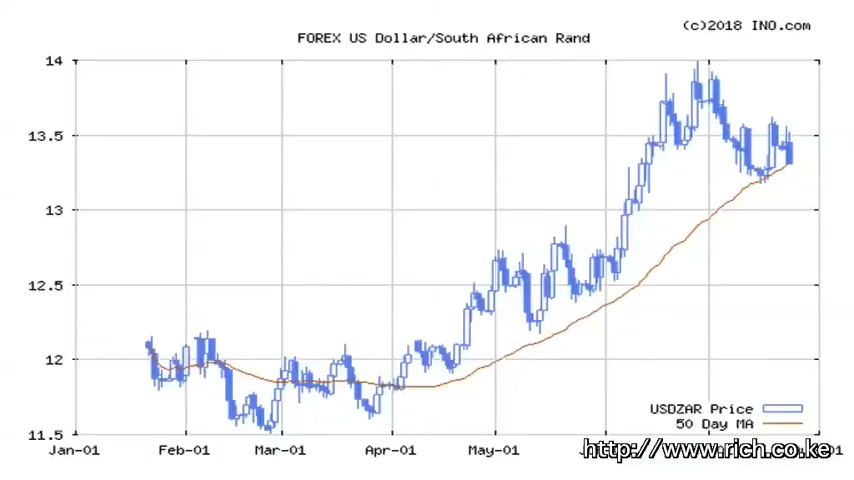 (c)2018 INO.com
FOREX US Dollar/South African Rand
14
13.5
13
12.5
12
11.5
USDZAR Price
50 Day MA
Jan-01 Feb-01 Mar-01 Apr-01 May-01
http://www.rich.co.ke